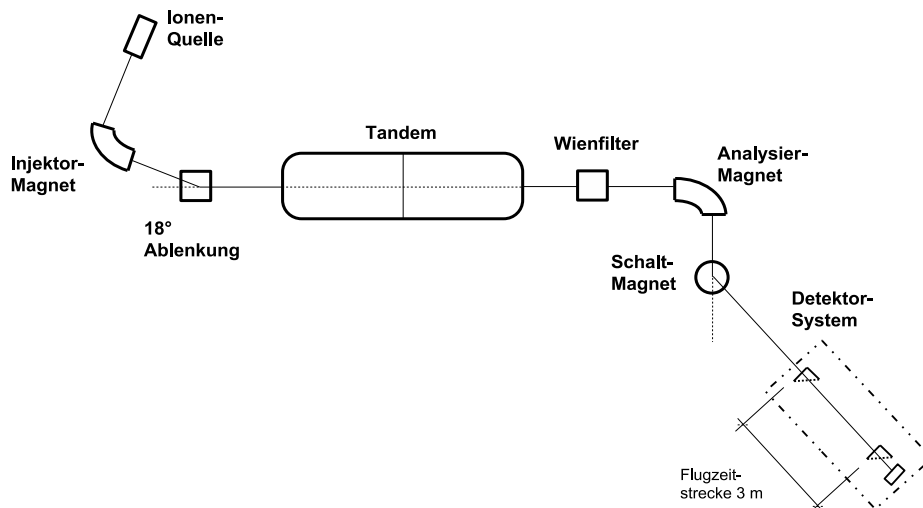 Ionen-
Quelle
Injektor-
Magnet
18°
Ablenkung
Tandem
Wienfilter
Analysier-
Magnet
Schalt-
Magnet
Detektor-
System
Flugzeit-
strecke 3 m